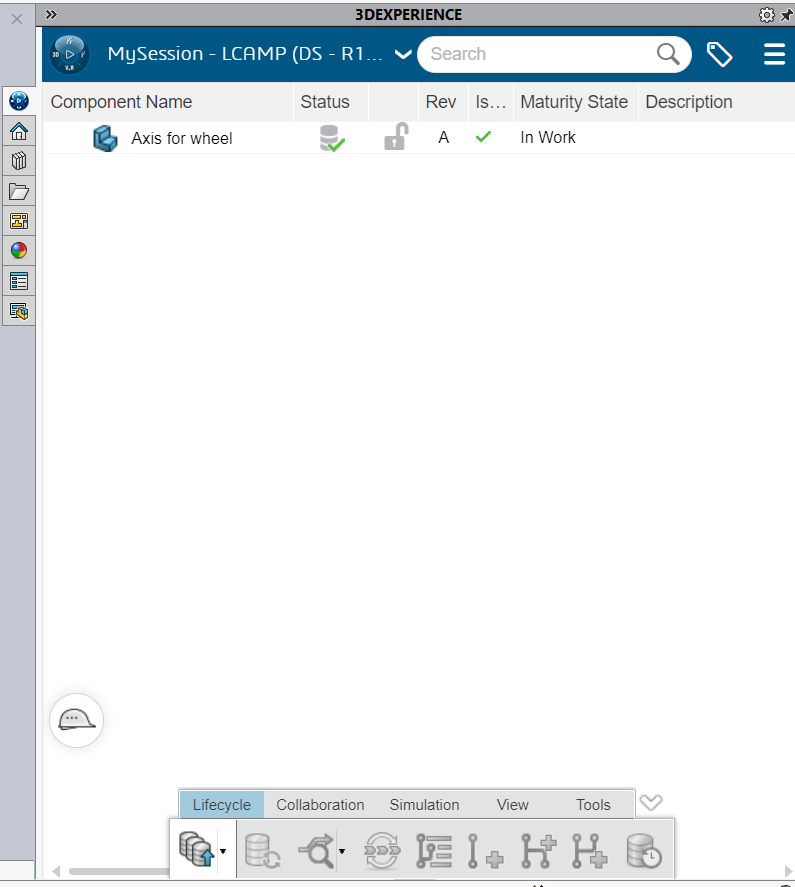 3DEXPERIENCE
MySession - LCAMP (DS - R1...
Search
Component Name Status Rev Is... Maturity State Description
Axis for wheel A In Work
Lifecycle Collaboration Simulation View Tools